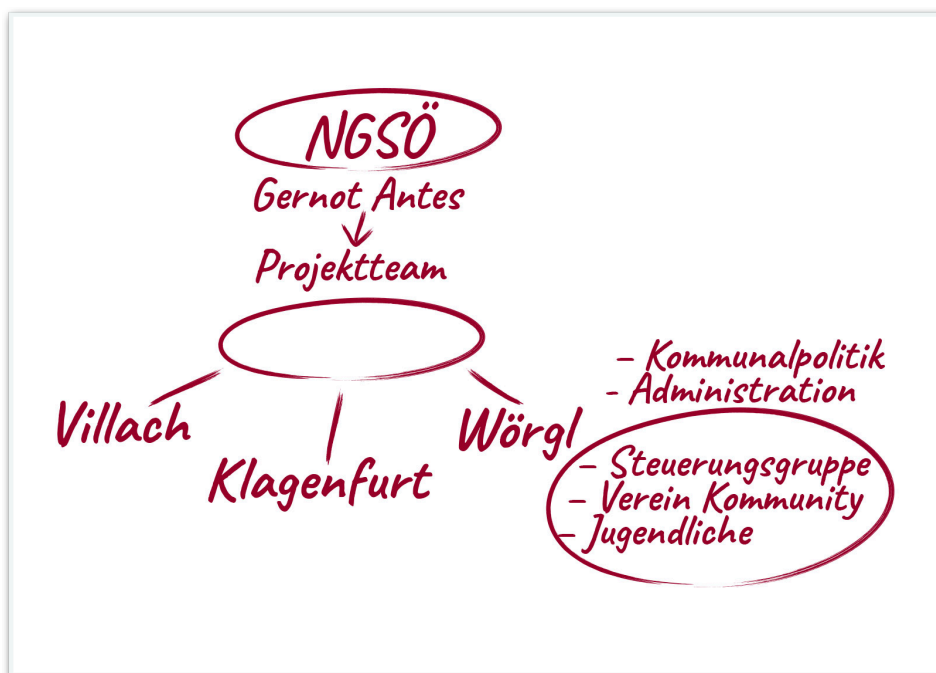 NGSÖ
Gernot Antes
Projektteam
Villach
Klagenfurt
Wörgl
– Kommunalpolitik
- Administration
– Steuerungsgruppe
– Verein Kommunity
– Jugendliche